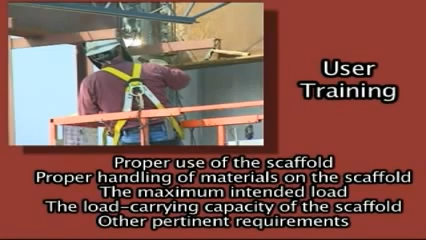 User
Training
Proper use of the scaffold
Proper handling of materials on the scaffold
The maximum intended load
The load-carrying capacity of the scaffold
Other pertinent requirements